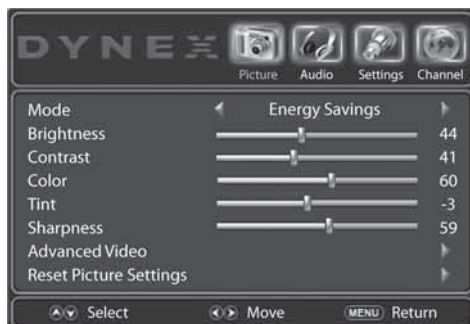 DYNEX
Picture Audio Settings Channel
Mode Energy Savings
Brightness 44
Contrast 41
Color 60
Tint -3
Sharpness 59
Advanced Video
Reset Picture Settings
Select Move MENU Return